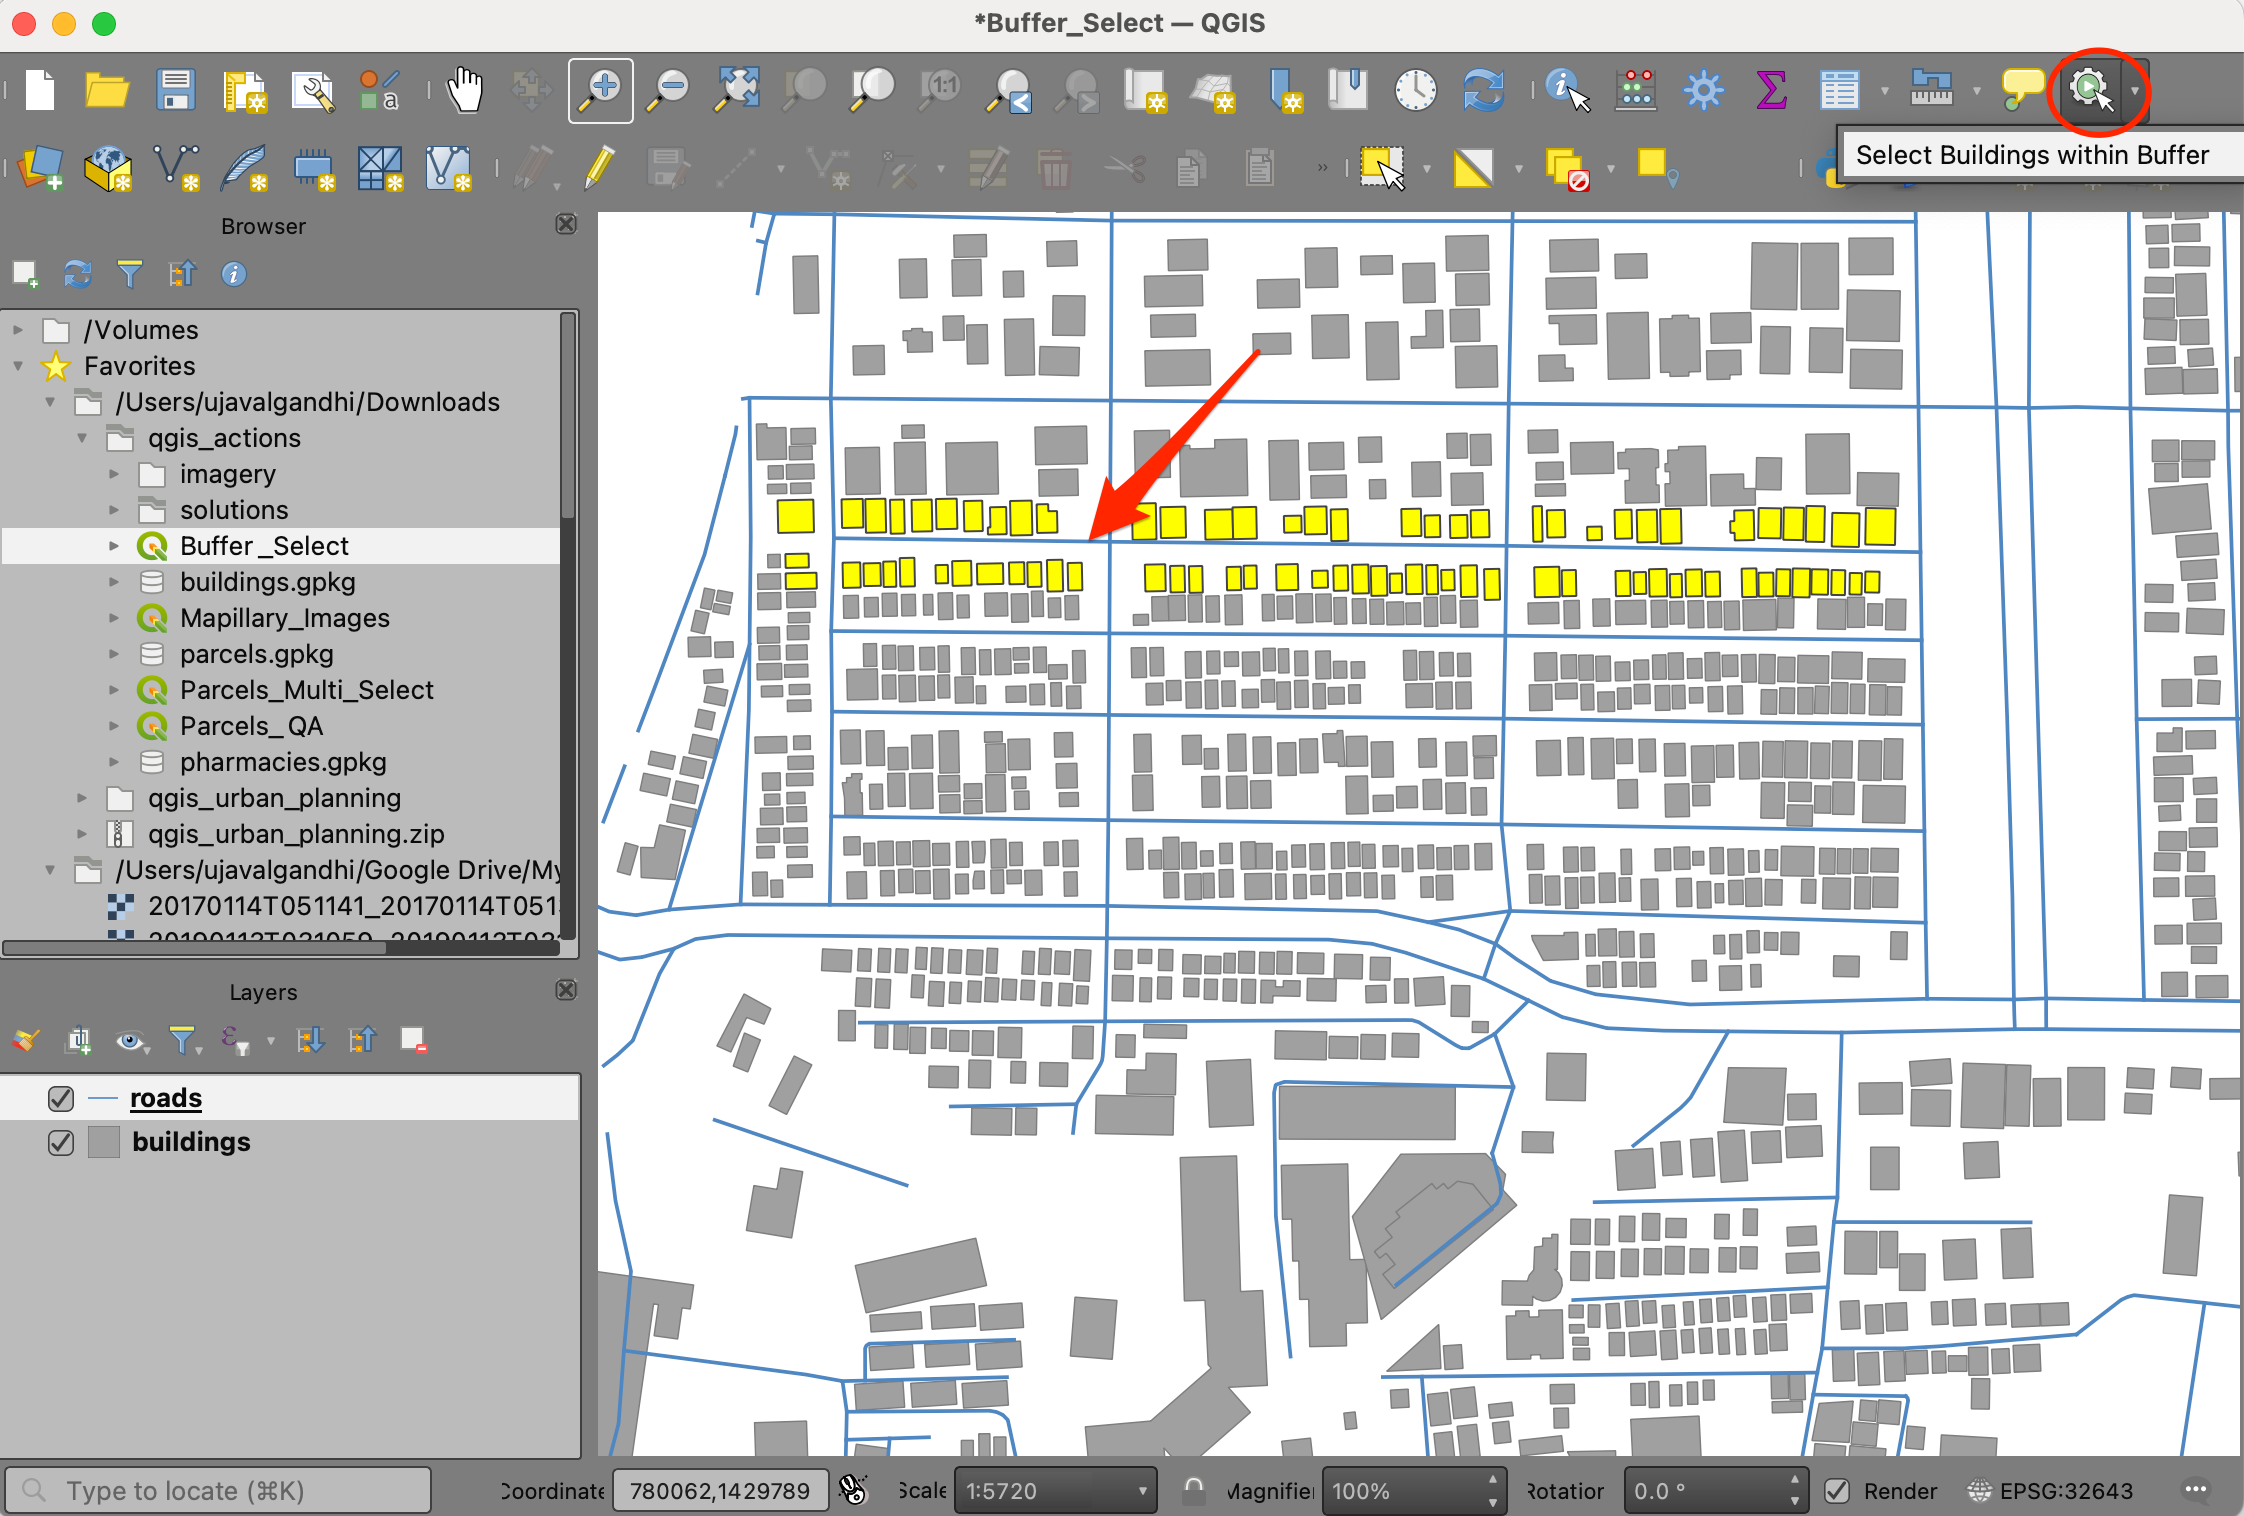 *Buffer_Select — QGIS
1:1
a
Select Buildings within Buffer
Browser
/Volumes
Favorites
/Users/ujavalgandhi/Downloads
qgis_actions
imagery
solutions
Buffer_Select
buildings.gpkg
Mapillary_Images
parcels.gpkg
Parcels_Multi_Select
Parcels_QA
pharmacies.gpkg
qgis_urban_planning
qgis_urban_planning.zip
/Users/ujavalgandhi/Google Drive/My
20170114T051141_20170114T051
Layers
roads
buildings
Type to locate (⌘K)
Coordinate 780062,1429789 Scale 1:5720 Magnifier 100% Rotation 0.0 ° Render EPSG:32643